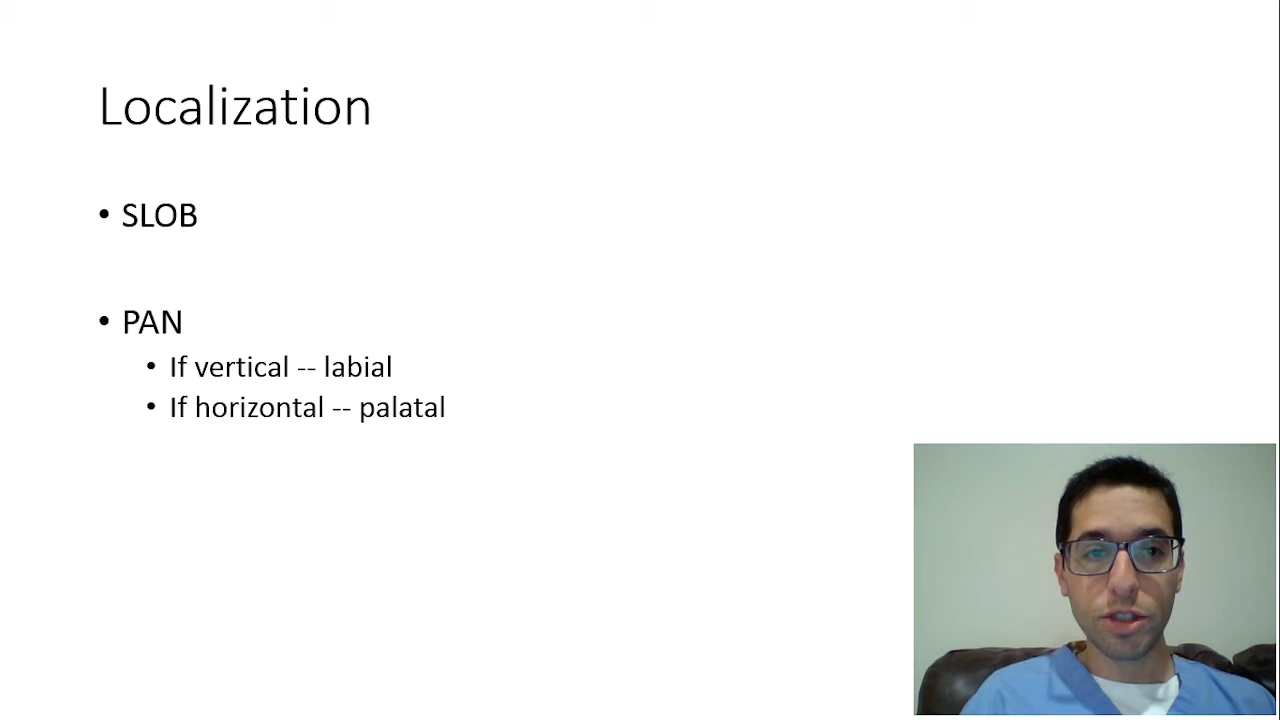 Localization
• SLOB
• PAN
• If vertical -- labial
• If horizontal -- palatal